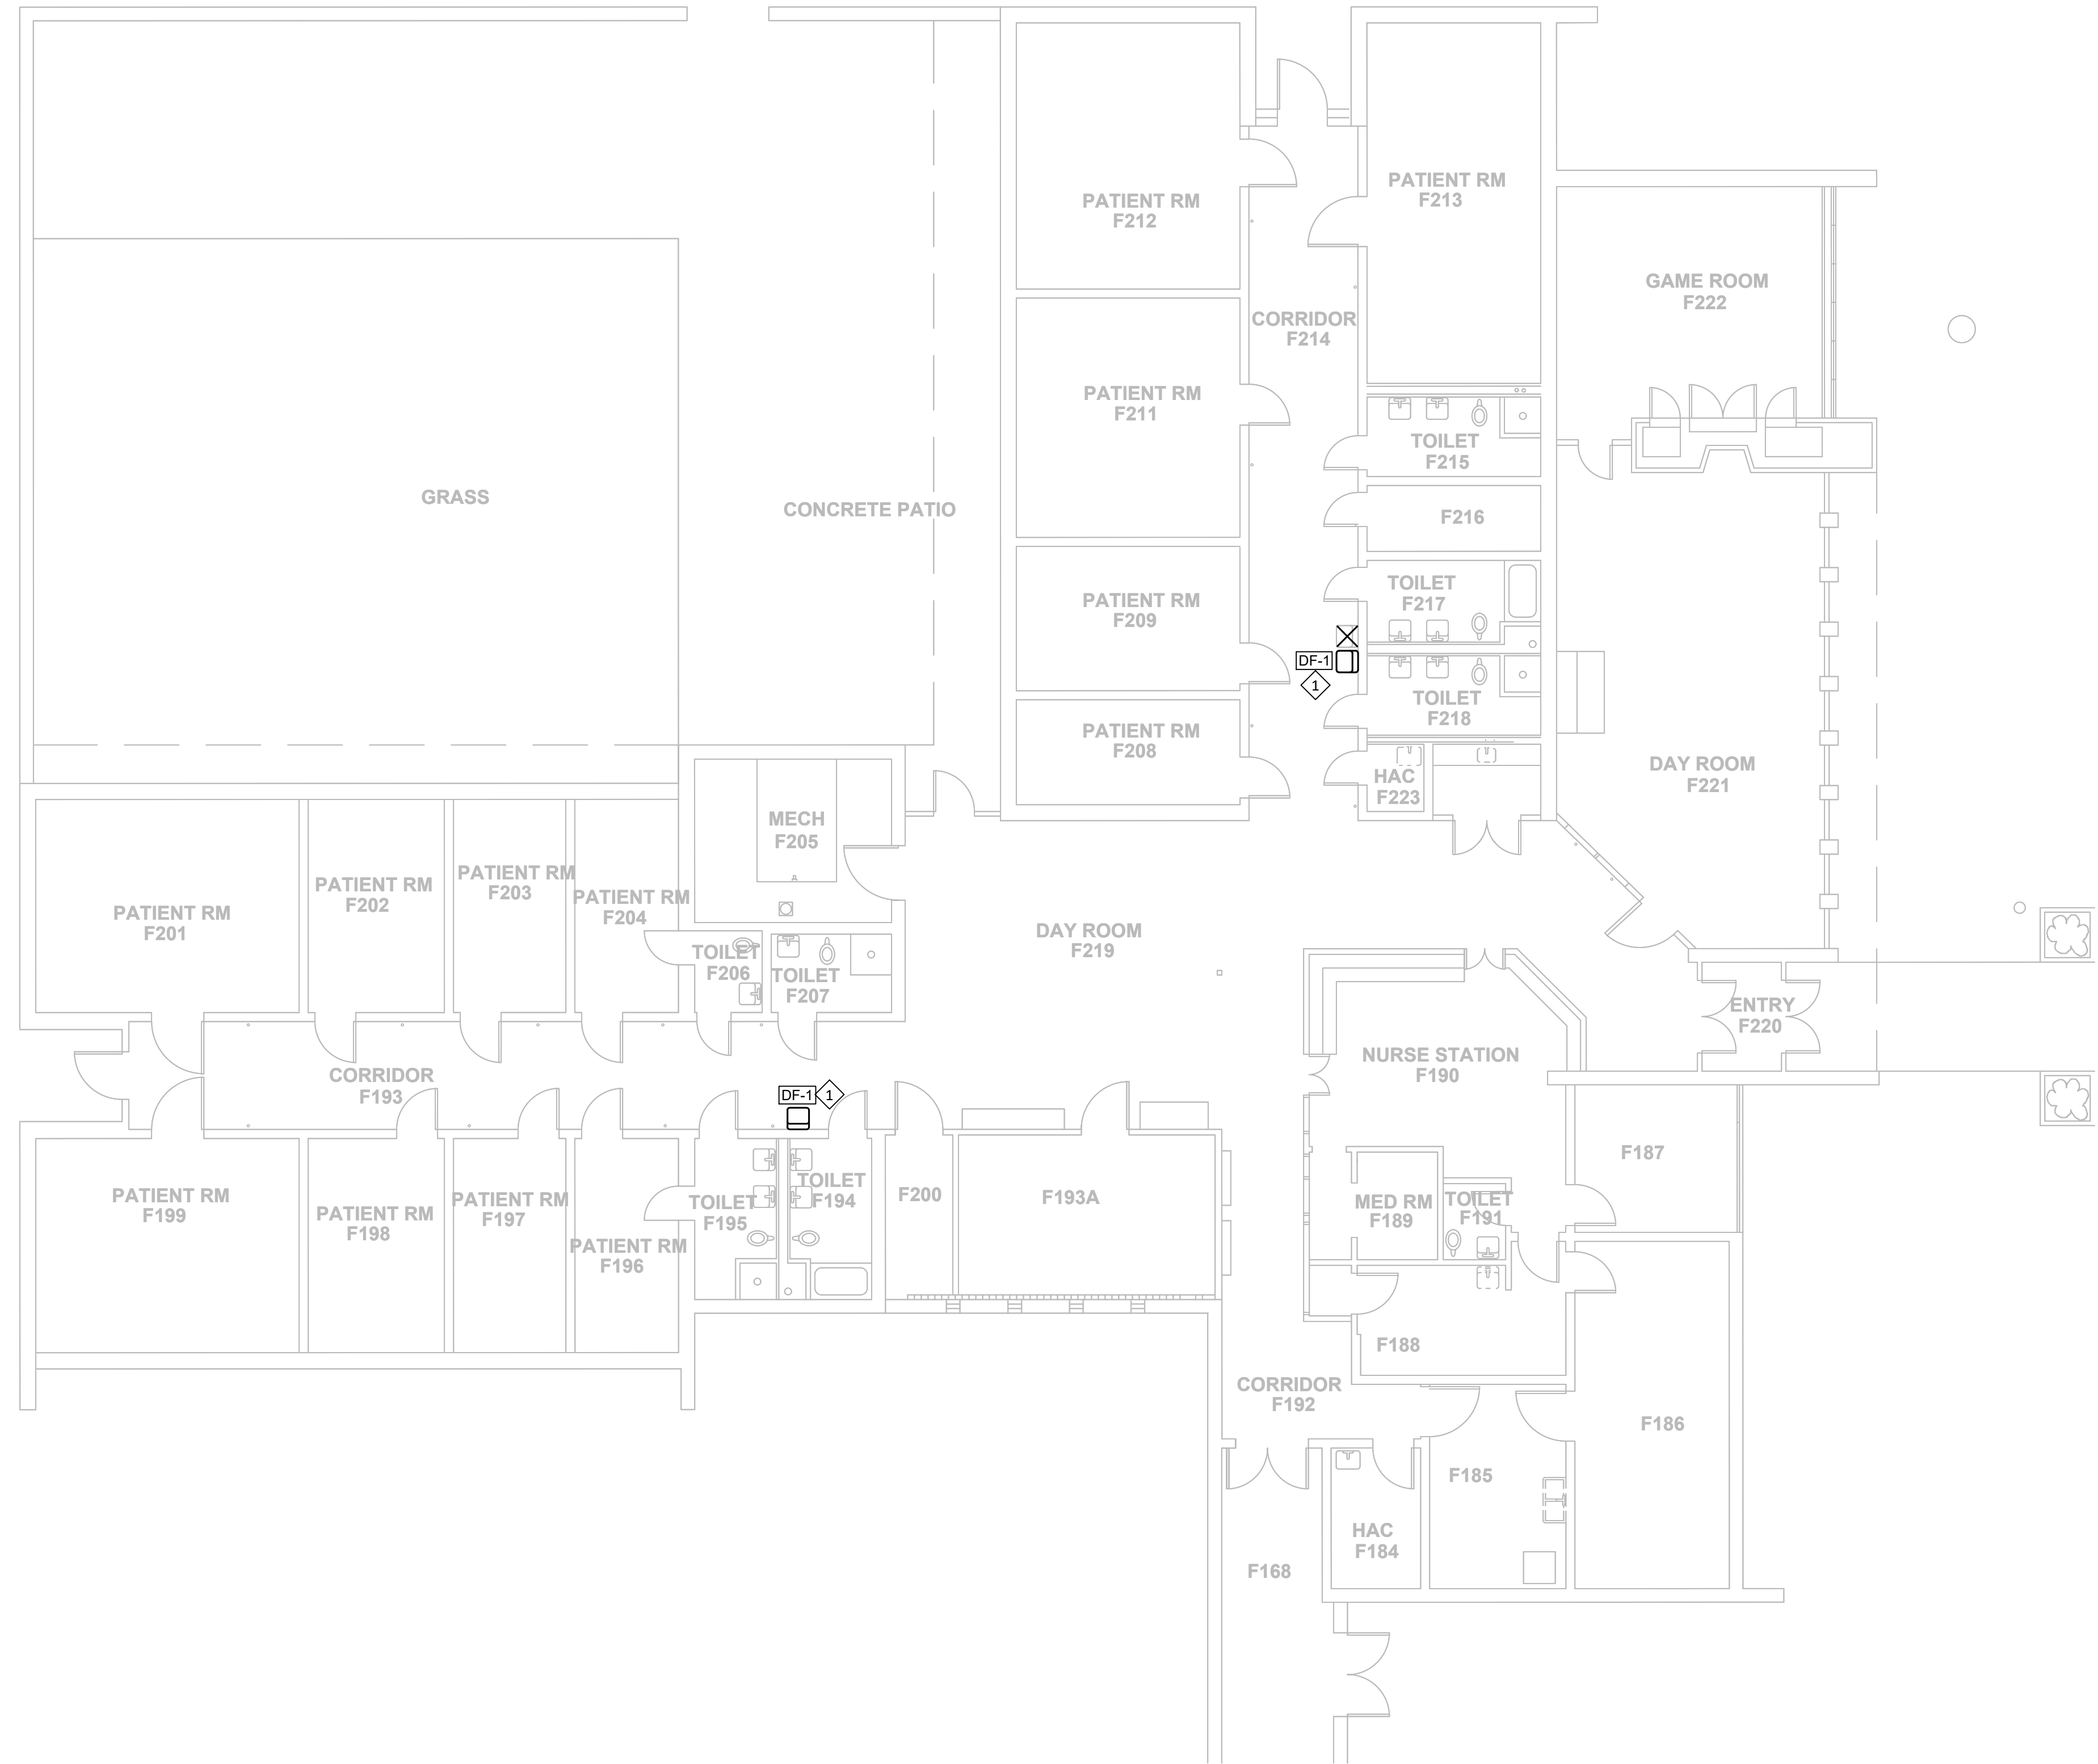 PATIENT RM
F212
PATIENT RM
F213
GAME ROOM
F222
CORRIDOR
F214
PATIENT RM
F211
TOILET
F215
GRASS
CONCRETE PATIO
F216
TOILET
F217
PATIENT RM
F209
DF-1
1
TOILET
F218
PATIENT RM
F208
HAC
F223
DAY ROOM
F221
MECH
F205
PATIENT RM
F201
PATIENT RM
F202
PATIENT RM
F203
PATIENT RM
F204
TOILET
F206
TOILET
F207
DAY ROOM
F219
ENTRY
F220
NURSE STATION
F190
CORRIDOR
F193
DF-1
1
PATIENT RM
F199
PATIENT RM
F198
PATIENT RM
F197
PATIENT RM
F196
TOILET
F195
TOILET
F194
F200
F193A
MED RM
F189
TOILET
F191
F187
F188
CORRIDOR
F192
F186
F185
HAC
F184
F168